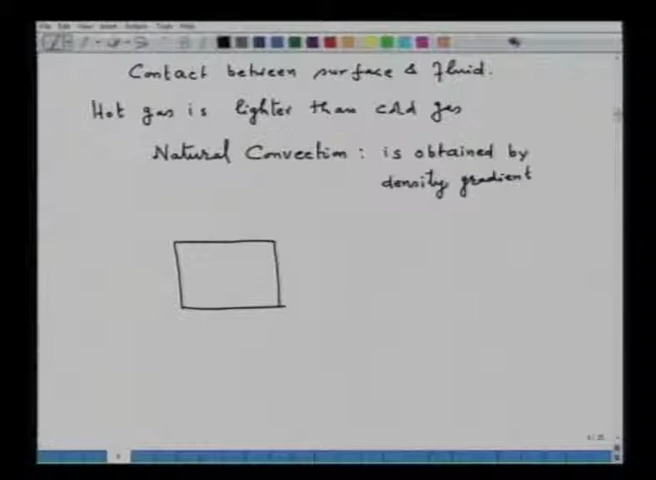 Contact between surface & fluid.
Hot gas is lighter than cold gas
Natural Convection : is obtained by
density gradient